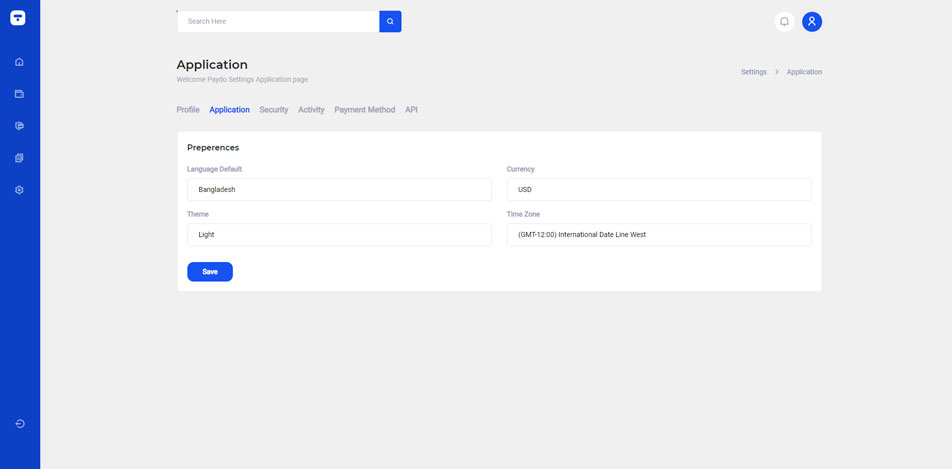 Search Here
Application
Welcome Paydo Settings Application page
Settings > Application
Profile Application Security Activity Payment Method API
Preperences
Language Default Currency
Bangladesh USD
Theme Time Zone
Light (GMT-12:00) International Date Line West
Save